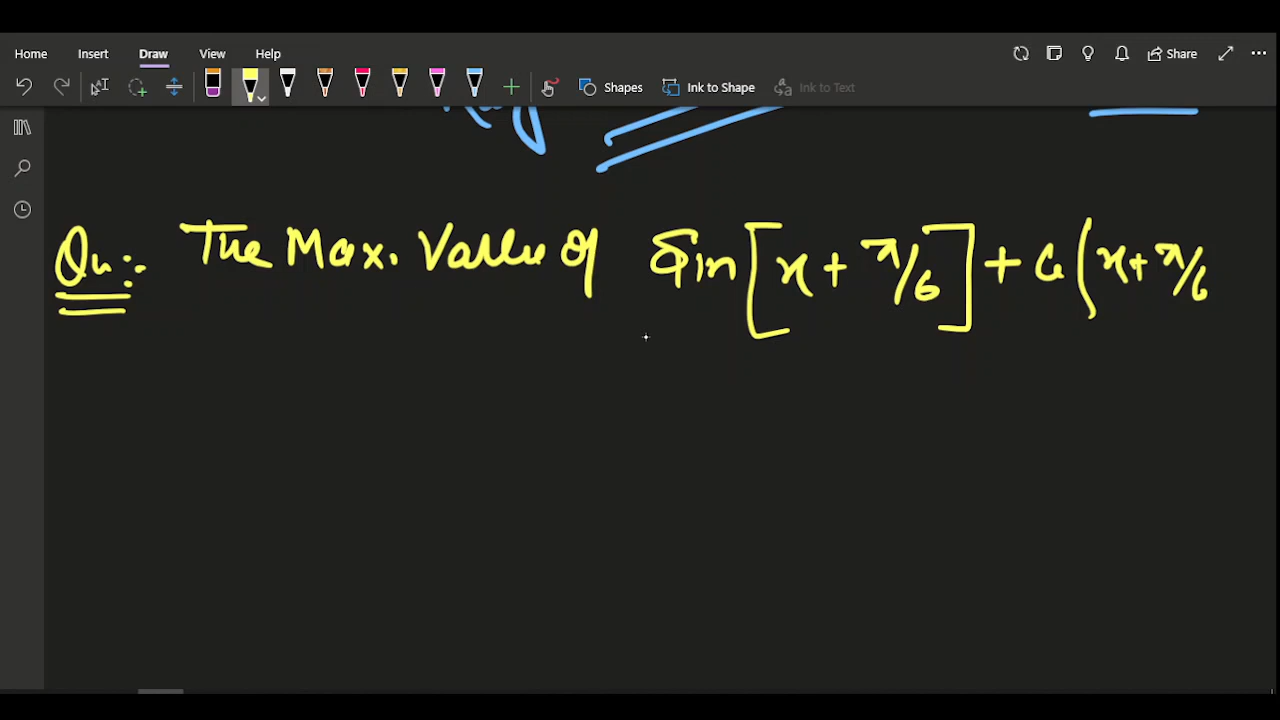 Home Insert Draw View Help Share
Shapes Ink to Shape Ink to Text
Qn:- The Max. Value of Sin[x + π/6] + C(x + π/6